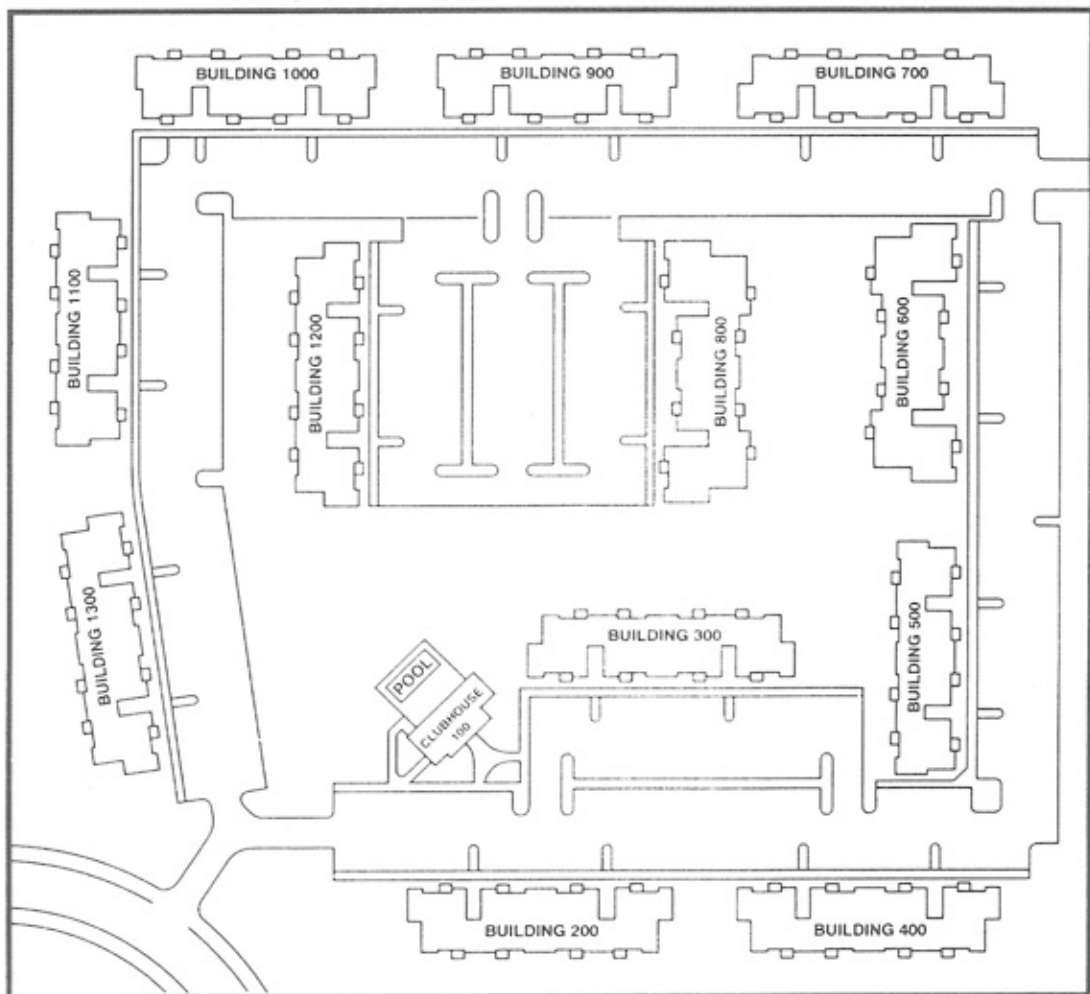 BUILDING 1000
BUILDING 900
BUILDING 700
BUILDING 1100
BUILDING 1200
BUILDING 800
BUILDING 600
BUILDING 1300
BUILDING 300
BUILDING 500
POOL
CLUBHOUSE
100
BUILDING 200
BUILDING 400